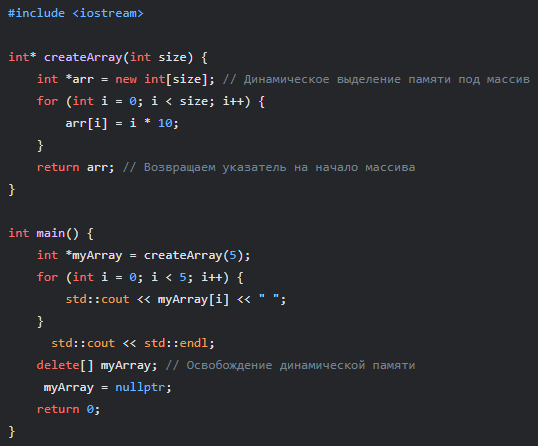 #include <iostream>

int* createArray(int size) {
    int *arr = new int[size]; // Динамическое выделение памяти под массив
    for (int i = 0; i < size; i++) {
        arr[i] = i * 10;
    }
    return arr; // Возвращаем указатель на начало массива
}

int main() {
    int *myArray = createArray(5);
    for (int i = 0; i < 5; i++) {
        std::cout << myArray[i] << " ";
    }
      std::cout << std::endl;
    delete[] myArray; // Освобождение динамической памяти
     myArray = nullptr;
    return 0;
}